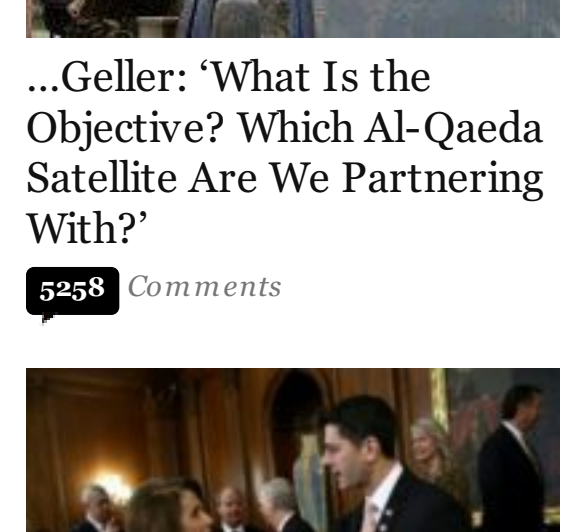 ...Geller: ‘What Is the
Objective? Which Al-Qaeda
Satellite Are We Partnering
With?’
5258 Comments